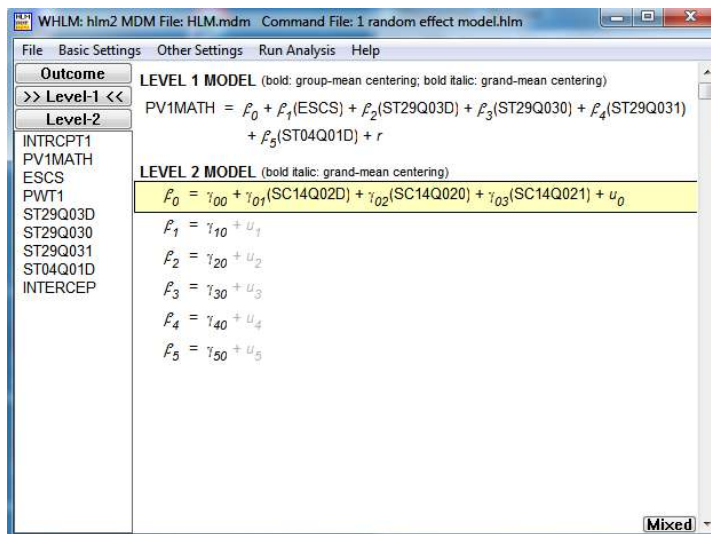 WHLM: hlm2 MDM File: HLM.mdm Command File: 1 random effect model.hlm
File Basic Settings Other Settings Run Analysis Help
Outcome
>> Level-1 <<
Level-2
INTRCPT1
PV1MATH
ESCS
PWT1
ST29Q03D
ST29Q030
ST29Q031
ST04Q01D
INTERCEP
LEVEL 1 MODEL (bold: group-mean centering; bold italic: grand-mean centering)
PV1MATH = β0 + β1(ESCS) + β2(ST29Q03D) + β3(ST29Q030) + β4(ST29Q031)
+ β5(ST04Q01D) + r
LEVEL 2 MODEL (bold italic: grand-mean centering)
β0 = γ00 + γ01(SC14Q02D) + γ02(SC14Q020) + γ03(SC14Q021) + u0
β1 = γ10 + u1
β2 = γ20 + u2
β3 = γ30 + u3
β4 = γ40 + u4
β5 = γ50 + u5
Mixed